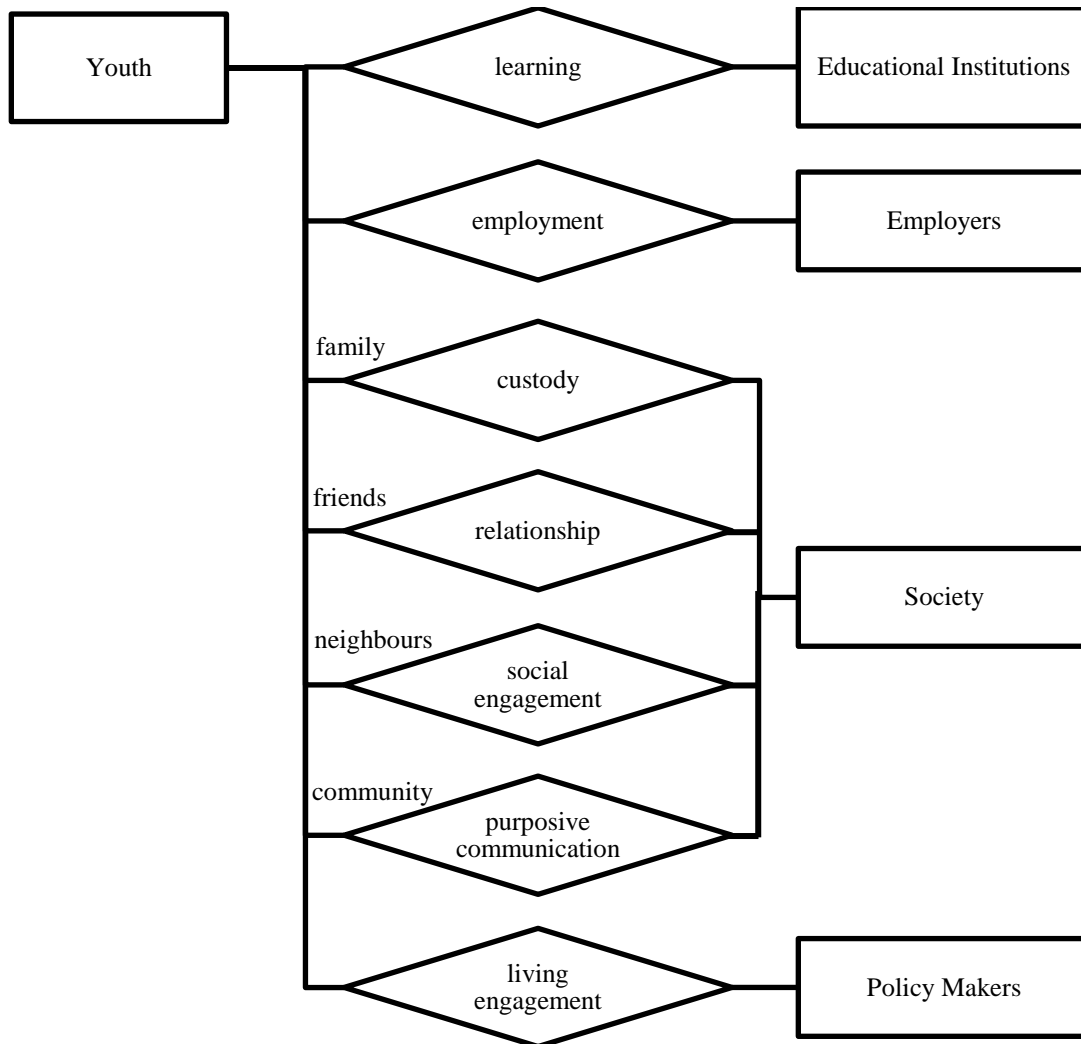 Youth
learning
Educational Institutions
employment
Employers
family
custody
friends
relationship
Society
neighbours
social
engagement
community
purposive
communication
living
engagement
Policy Makers